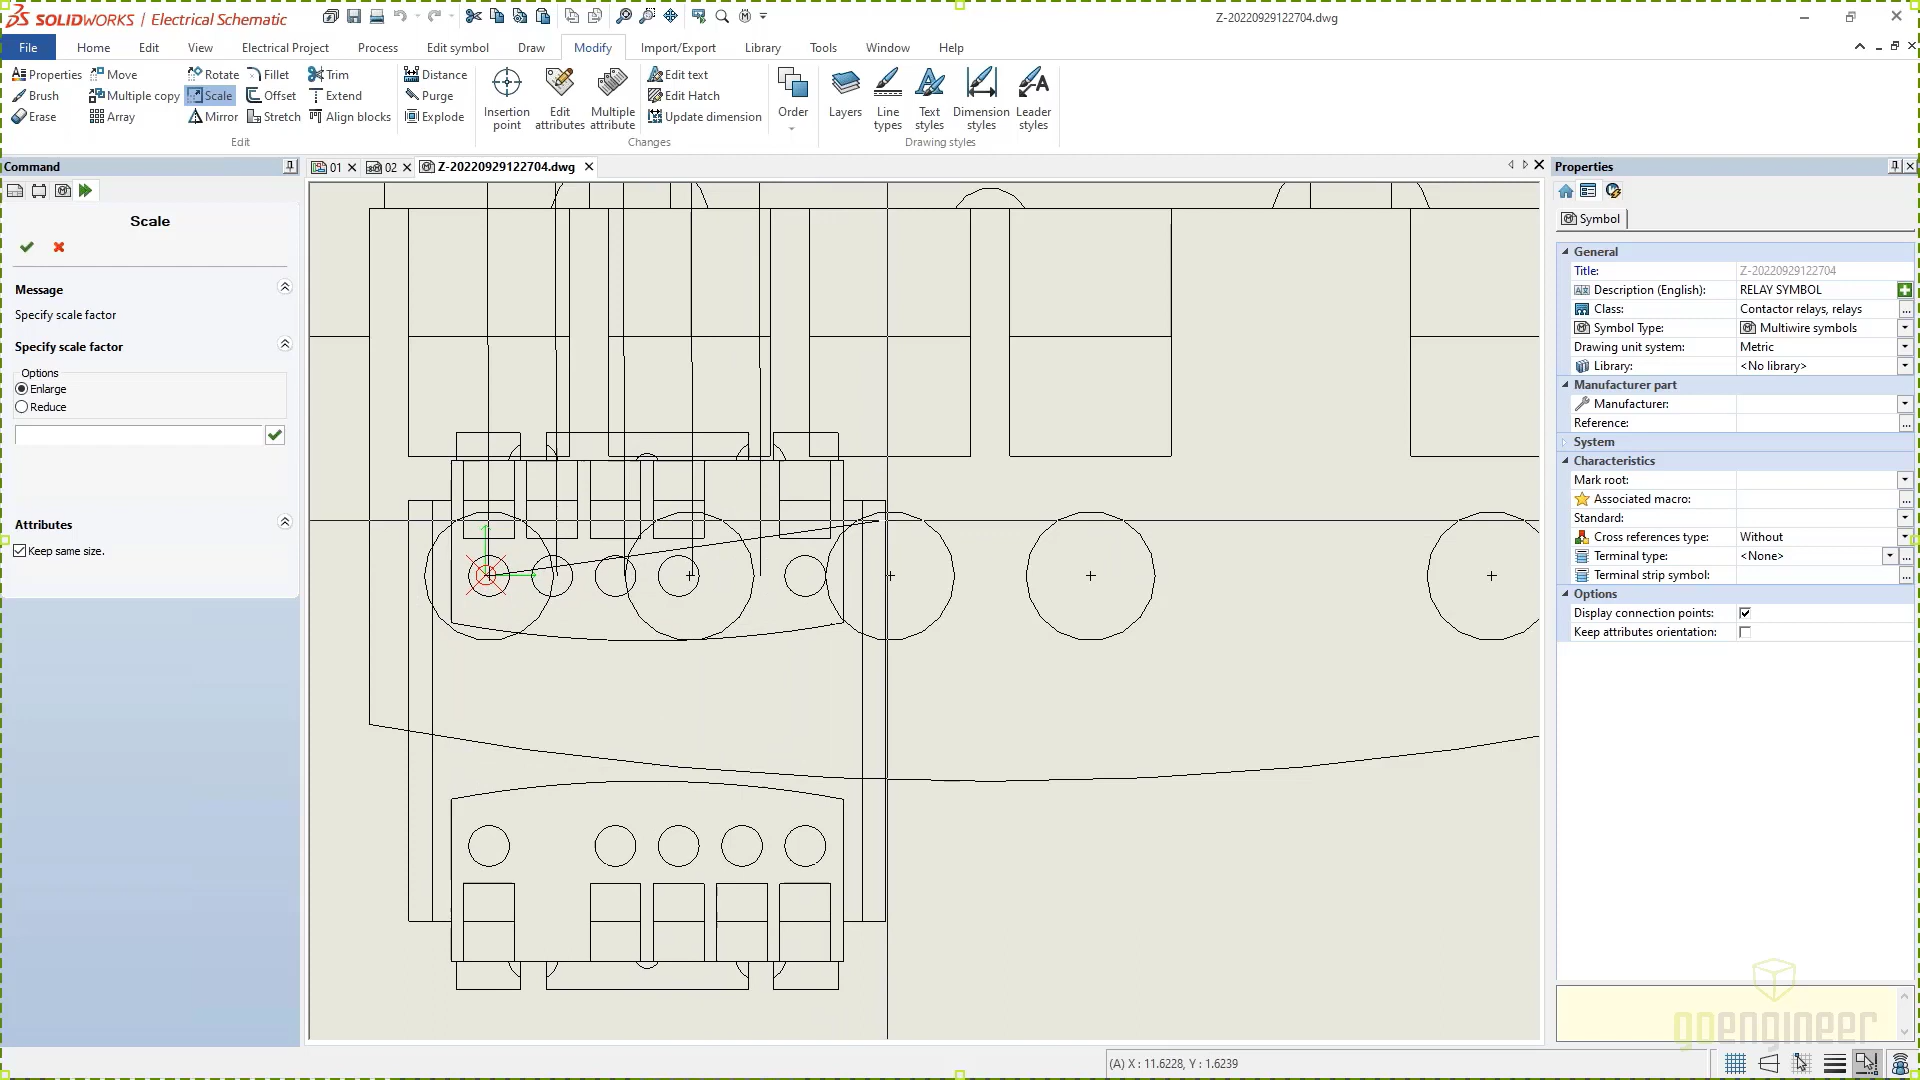 SOLIDWORKS / Electrical Schematic
Z-20220929122704.dwg
File Home Edit View Electrical Project Process Edit symbol Draw Modify Import/Export Library Tools Window Help
Properties Move Rotate Fillet Trim Distance Edit text
Brush Multiple copy Scale Offset Extend Purge Edit Hatch
Erase Array Mirror Stretch Align blocks Explode Update dimension
Insertion point
Edit attributes
Multiple attribute
Order
Layers
Line types
Text styles
Dimension styles
Leader styles
Edit Changes Drawing styles
Command
01 02 Z-20220929122704.dwg
Scale
Message
Specify scale factor
Specify scale factor
Options
Enlarge
Reduce
Attributes
Keep same size.
Properties
Symbol
General
Title: Z-20220929122704
Description (English): RELAY SYMBOL
Class: Contactor relays, relays
Symbol Type: Multiwire symbols
Drawing unit system: Metric
Library: <No library>
Manufacturer part
Manufacturer:
Reference:
System
Characteristics
Mark root:
Associated macro:
Standard:
Cross references type: Without
Terminal type: <None>
Terminal strip symbol:
Options
Display connection points:
Keep attributes orientation:
goengineer
(A) X : 11.6228, Y : 1.6239